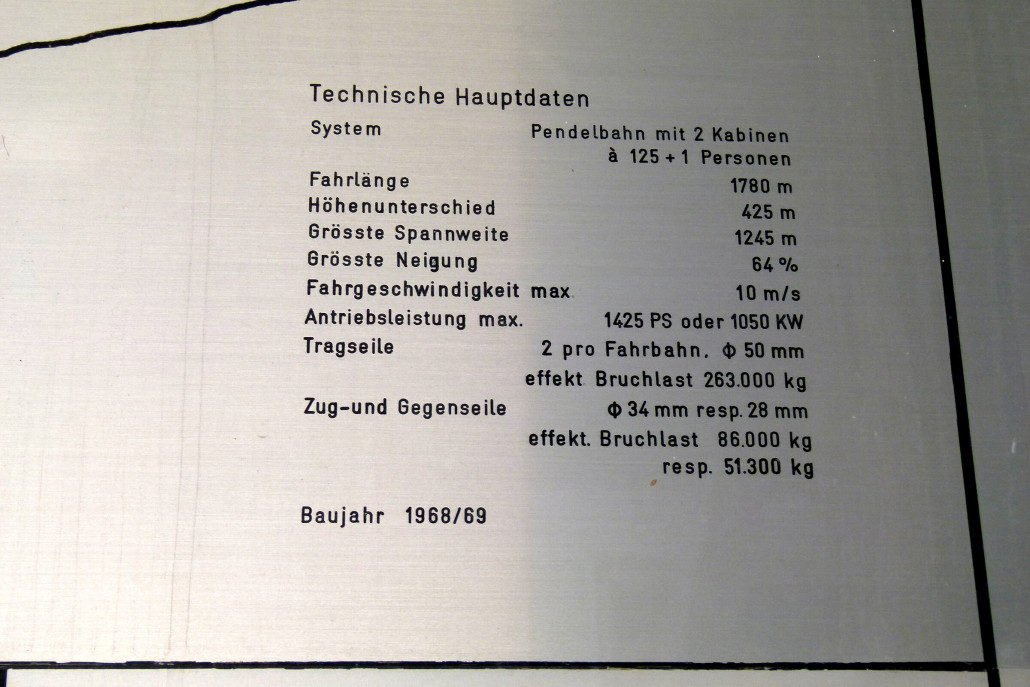 Technische Hauptdaten
System Pendelbahn mit 2 Kabinen
à 125 + 1 Personen
Fahrlänge 1780 m
Höhenunterschied 425 m
Grösste Spannweite 1245 m
Grösste Neigung 64 %
Fahrgeschwindigkeit max. 10 m/s
Antriebsleistung max. 1425 PS oder 1050 KW
Tragseile 2 pro Fahrbahn, Φ 50 mm
effekt. Bruchlast 263.000 kg
Zug-und Gegenseile Φ 34 mm resp. 28 mm
effekt. Bruchlast 86.000 kg
resp. 51.300 kg
Baujahr 1968/69